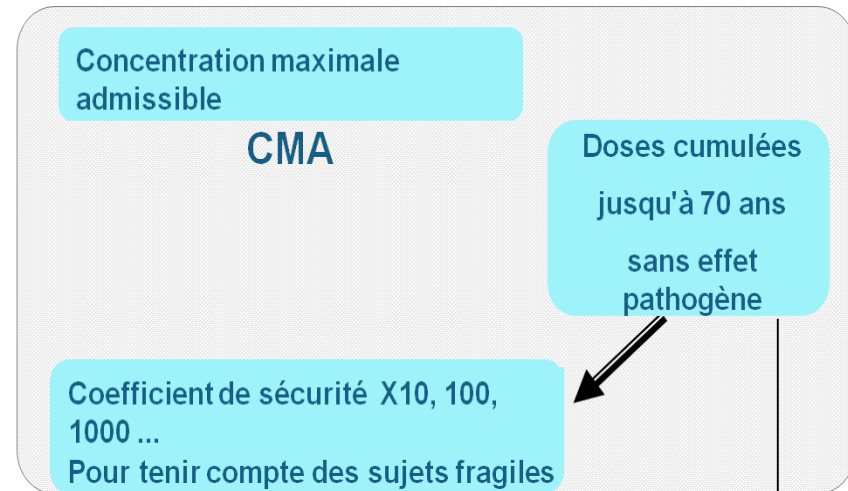 Concentration maximale
admissible
CMA
Doses cumulées
jusqu'à 70 ans
sans effet
pathogène
Coefficient de sécurité X10, 100,
1000 ...
Pour tenir compte des sujets fragiles